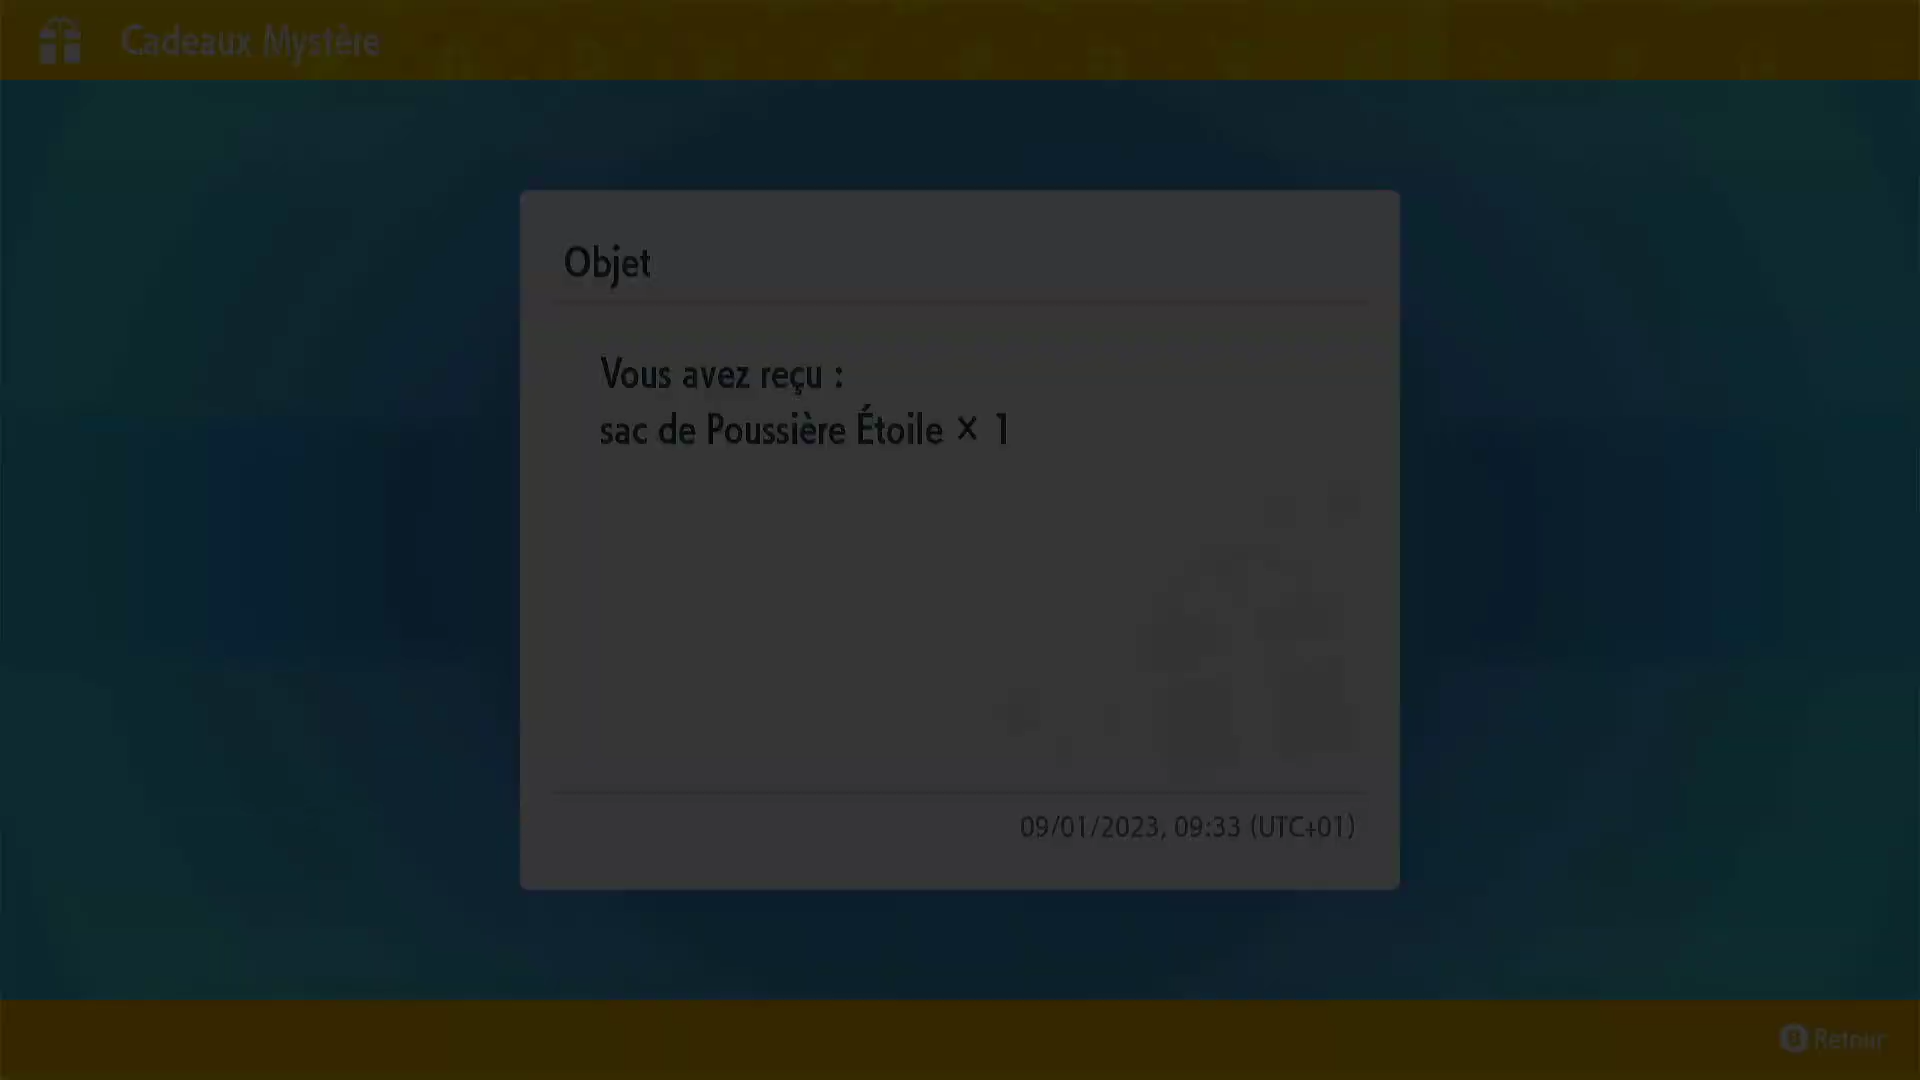 Cadeaux Mystère
Objet
Vous avez reçu :
sac de Poussière Étoile × 1
09/01/2023, 09:33 (UTC+01)
B Retour